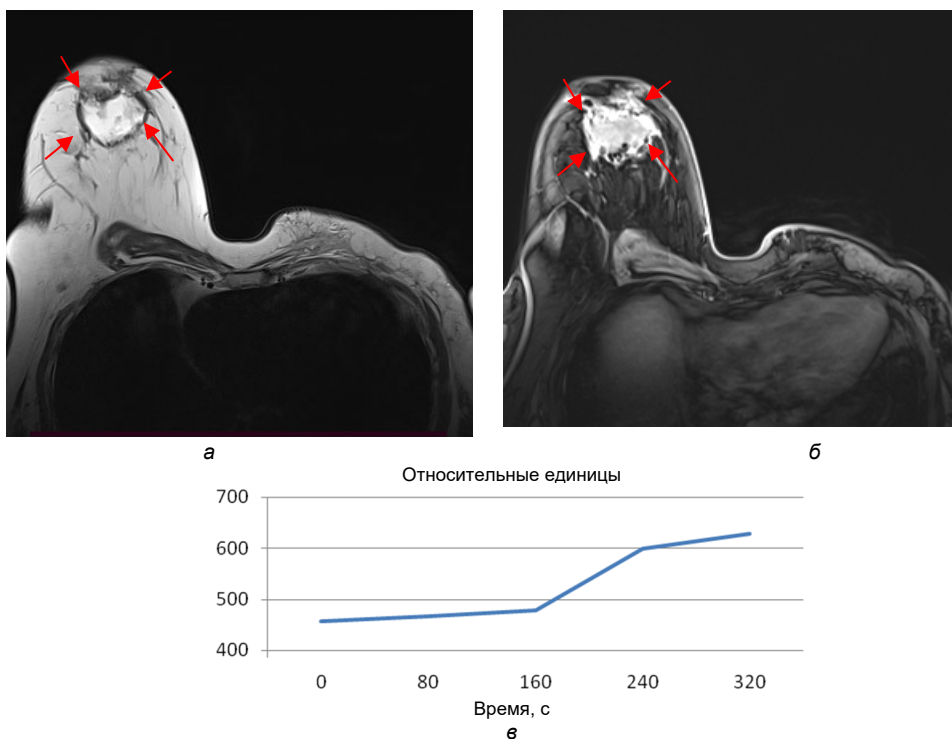 а
б
Относительные единицы
700
600
500
400
0 80 160 240 320
Время, с
в